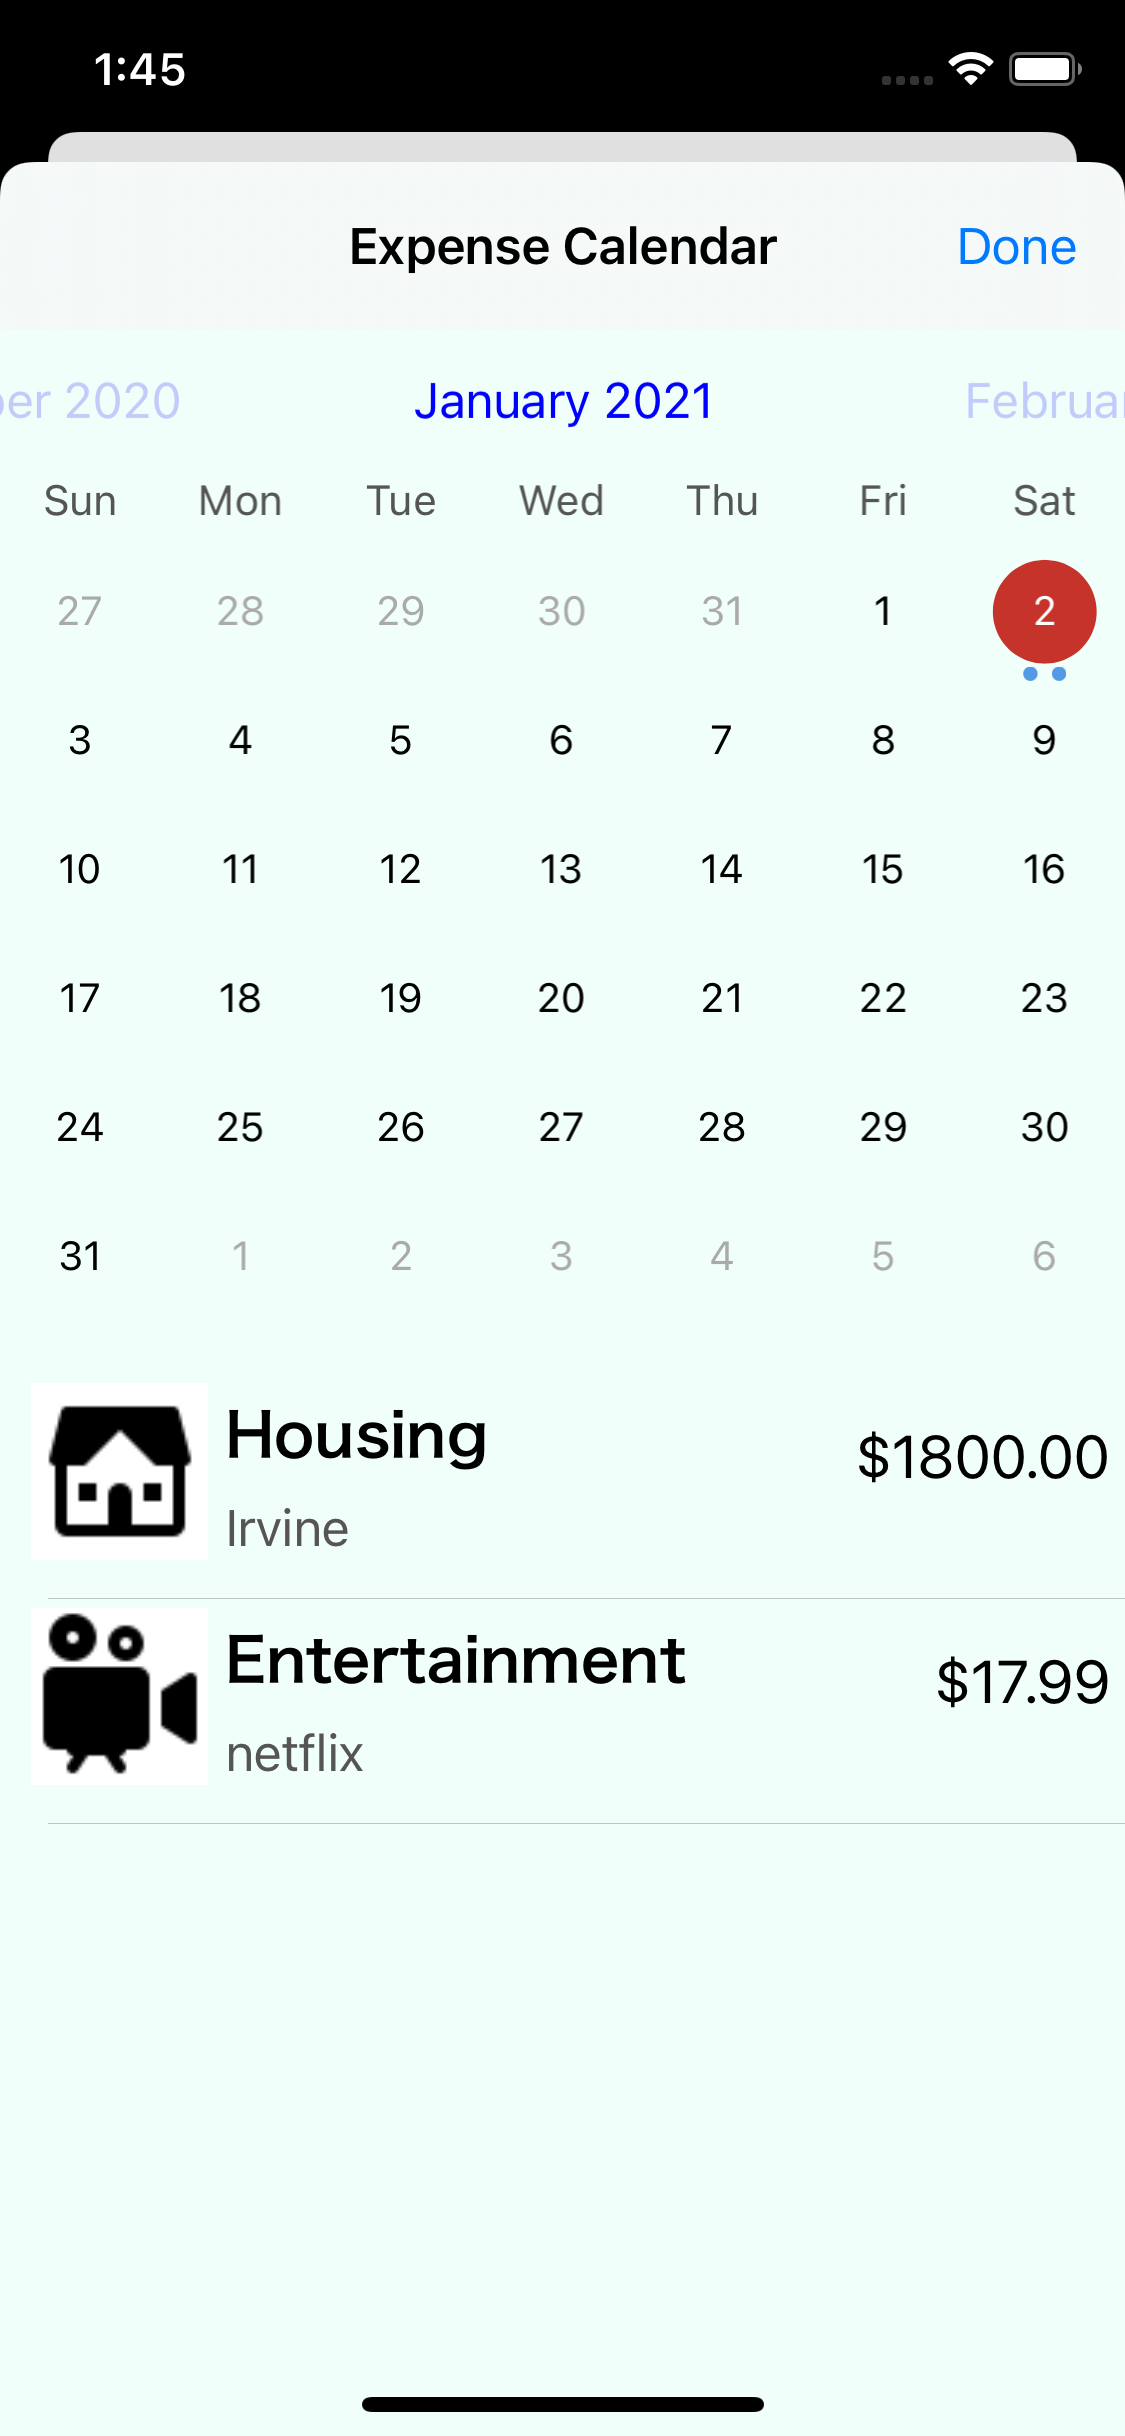 1:45
Expense Calendar Done
er 2020 January 2021 Februa
Sun Mon Tue Wed Thu Fri Sat
27 28 29 30 31 1 2
3 4 5 6 7 8 9
10 11 12 13 14 15 16
17 18 19 20 21 22 23
24 25 26 27 28 29 30
31 1 2 3 4 5 6
Housing $1800.00
Irvine
Entertainment $17.99
netflix